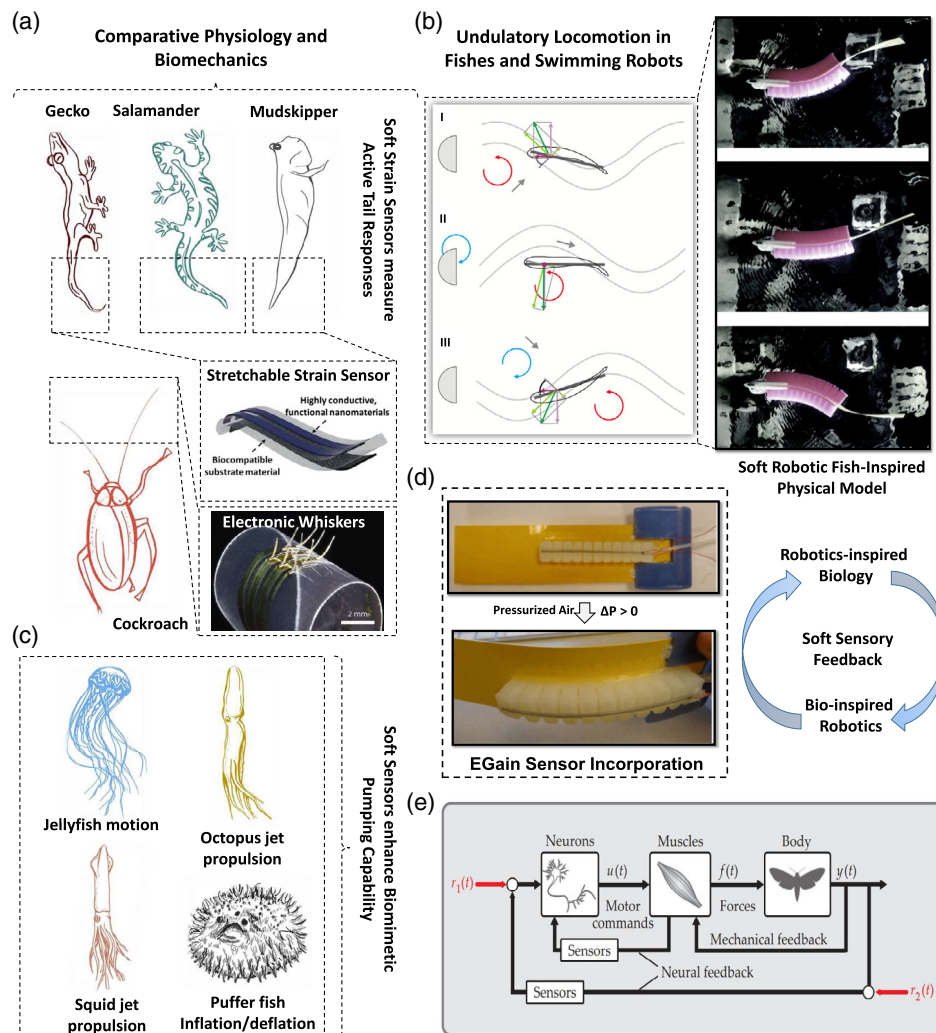 (a)
Comparative Physiology and
Biomechanics
Gecko
Salamander
Mudskipper
Soft Strain Sensors measure
Active Tail Responses
Stretchable Strain Sensor
Highly conductive,
functional nanomaterials
Biocompatible
substrate material
Electronic Whiskers
2 mm
Cockroach
(b)
Undulatory Locomotion in
Fishes and Swimming Robots
I
II
III
Soft Robotic Fish-Inspired
Physical Model
(c)
Jellyfish motion
Octopus jet
propulsion
Squid jet
propulsion
Puffer fish
Inflation/deflation
Soft Sensors enhance Biomimetic
Pumping Capability
(d)
Pressurized Air
ΔP > 0
EGain Sensor Incorporation
Robotics-inspired
Biology
Soft Sensory
Feedback
Bio-inspired
Robotics
(e)
Neurons
Muscles
Body
r₁(t)
u(t)
f(t)
y(t)
Motor
commands
Forces
Sensors
Mechanical feedback
Neural feedback
Sensors
r₂(t)